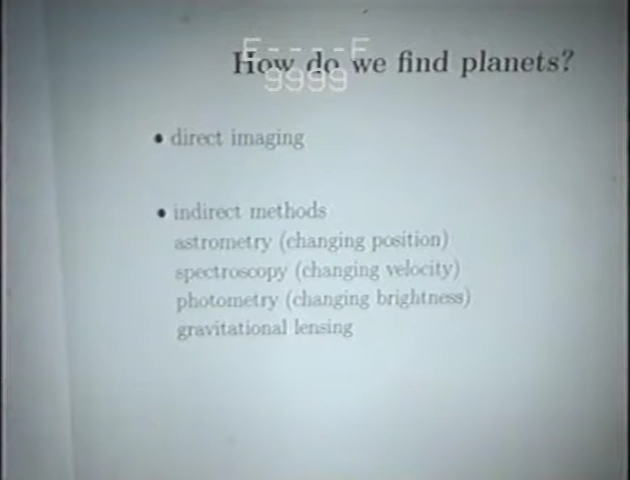 F - - - - - F
9999
How do we find planets?
• direct imaging
• indirect methods
astrometry (changing position)
spectroscopy (changing velocity)
photometry (changing brightness)
gravitational lensing